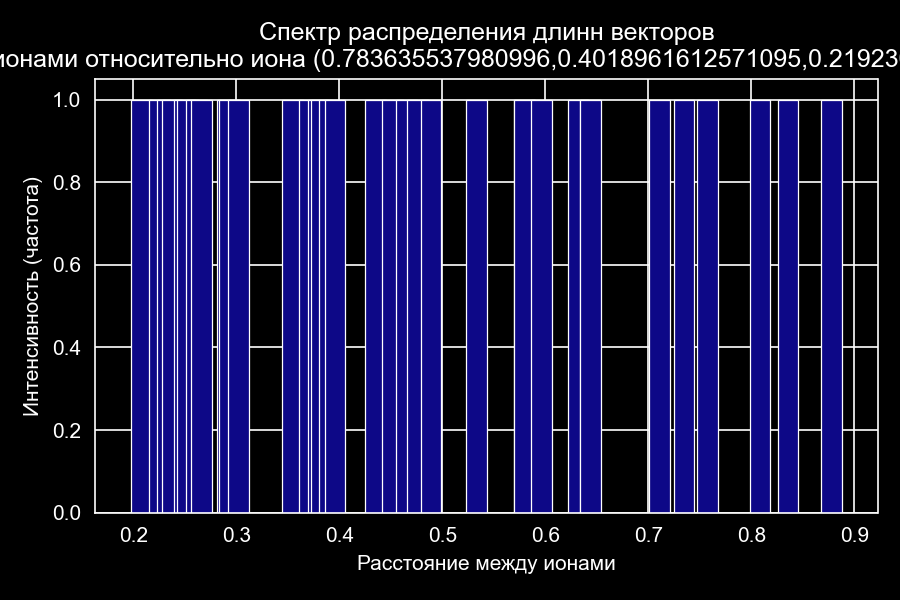 Спектр распределения длинн векторов
ионами относительно иона (0.783635537980996,0.4018961612571095,0.21923
1.0
0.8
0.6
0.4
0.2
0.0
Интенсивность (частота)
0.2 0.3 0.4 0.5 0.6 0.7 0.8 0.9
Расстояние между ионами